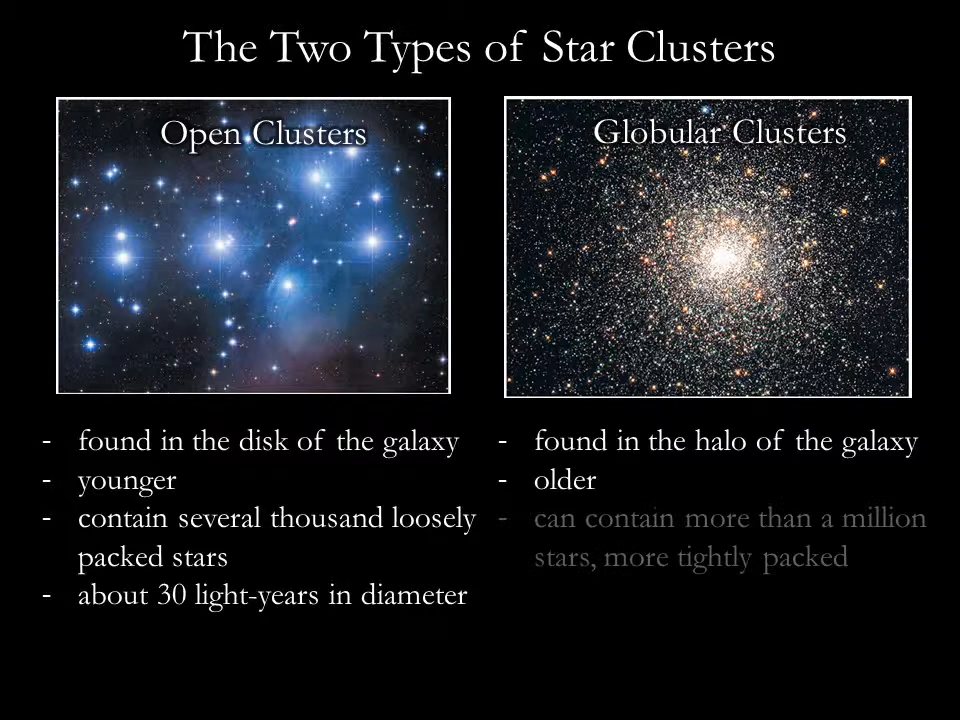 The Two Types of Star Clusters
Open Clusters
Globular Clusters
- found in the disk of the galaxy
- younger
- contain several thousand loosely
packed stars
- about 30 light-years in diameter
- found in the halo of the galaxy
- older
- can contain more than a million
stars, more tightly packed